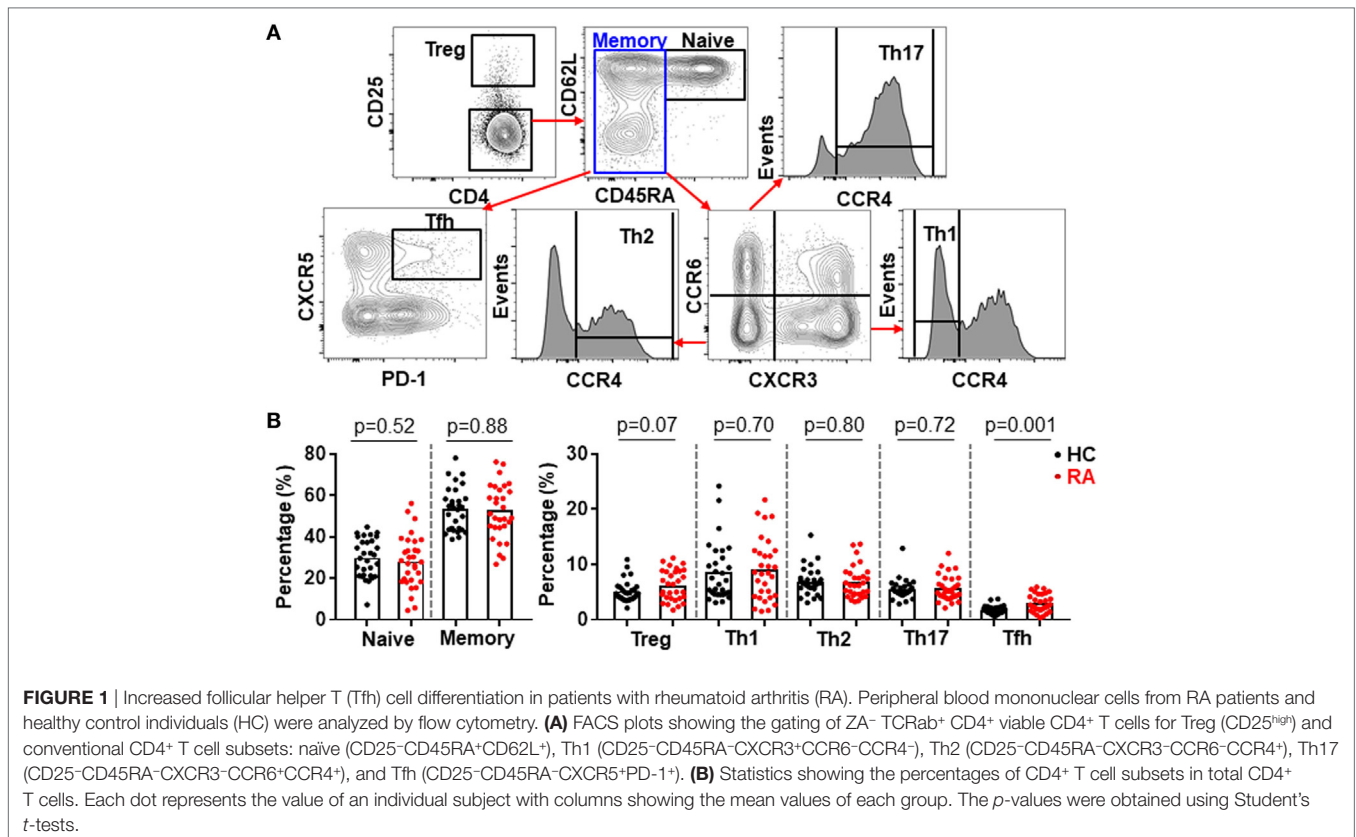 A
Treg
CD25
CD4
Memory
Naive
CD62L
CD45RA
Th17
Events
CCR4
Tfh
CXCR5
PD-1
Th2
Events
CCR4
CCR6
CXCR3
Th1
Events
CCR4
B
p=0.52
p=0.88
Percentage (%)
80
60
40
20
0
Naive
Memory
p=0.07
p=0.70
p=0.80
p=0.72
p=0.001
Percentage (%)
30
20
10
0
HC
RA
Treg
Th1
Th2
Th17
Tfh
FIGURE 1 | Increased follicular helper T (Tfh) cell differentiation in patients with rheumatoid arthritis (RA). Peripheral blood mononuclear cells from RA patients and
healthy control individuals (HC) were analyzed by flow cytometry. (A) FACS plots showing the gating of ZA⁻ TCRab⁺ CD4⁺ viable CD4⁺ T cells for Treg (CD25ʰⁱᵍʰ) and
conventional CD4⁺ T cell subsets: naïve (CD25⁻CD45RA⁺CD62L⁺), Th1 (CD25⁻CD45RA⁻CXCR3⁺CCR6⁻CCR4⁻), Th2 (CD25⁻CD45RA⁻CXCR3⁻CCR6⁻CCR4⁺), Th17
(CD25⁻CD45RA⁻CXCR3⁻CCR6⁺CCR4⁺), and Tfh (CD25⁻CD45RA⁻CXCR5⁺PD-1⁺). (B) Statistics showing the percentages of CD4⁺ T cell subsets in total CD4⁺
T cells. Each dot represents the value of an individual subject with columns showing the mean values of each group. The p-values were obtained using Student’s
t-tests.